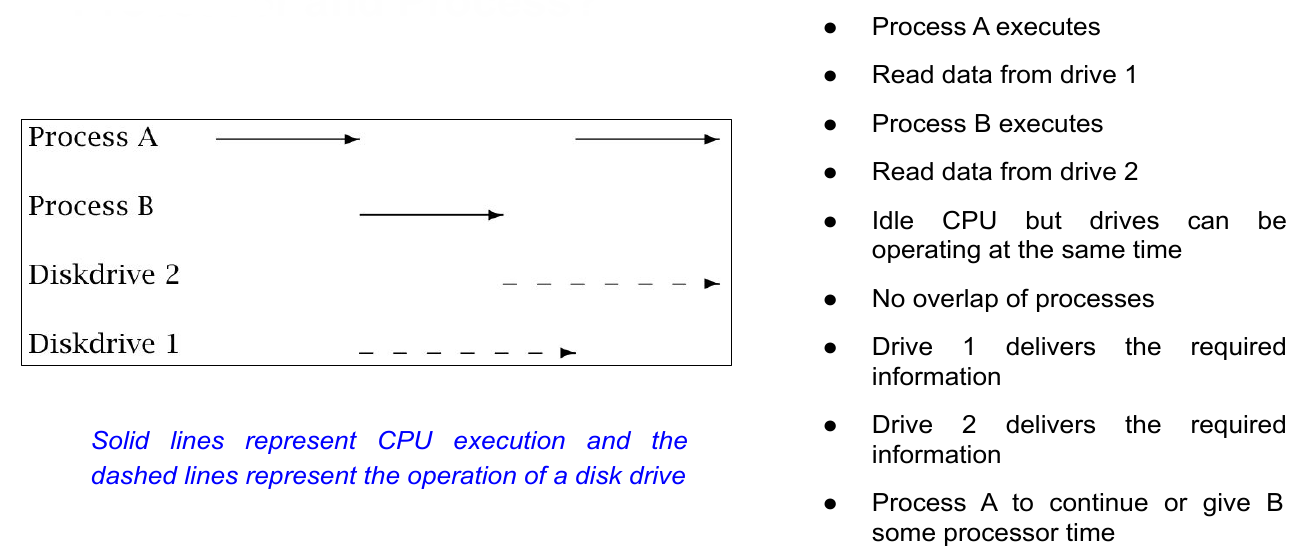 Process A
Process B
Diskdrive 2
Diskdrive 1
Solid lines represent CPU execution and the
dashed lines represent the operation of a disk drive
● Process A executes
● Read data from drive 1
● Process B executes
● Read data from drive 2
● Idle CPU but drives can be
operating at the same time
● No overlap of processes
● Drive 1 delivers the required
information
● Drive 2 delivers the required
information
● Process A to continue or give B
some processor time